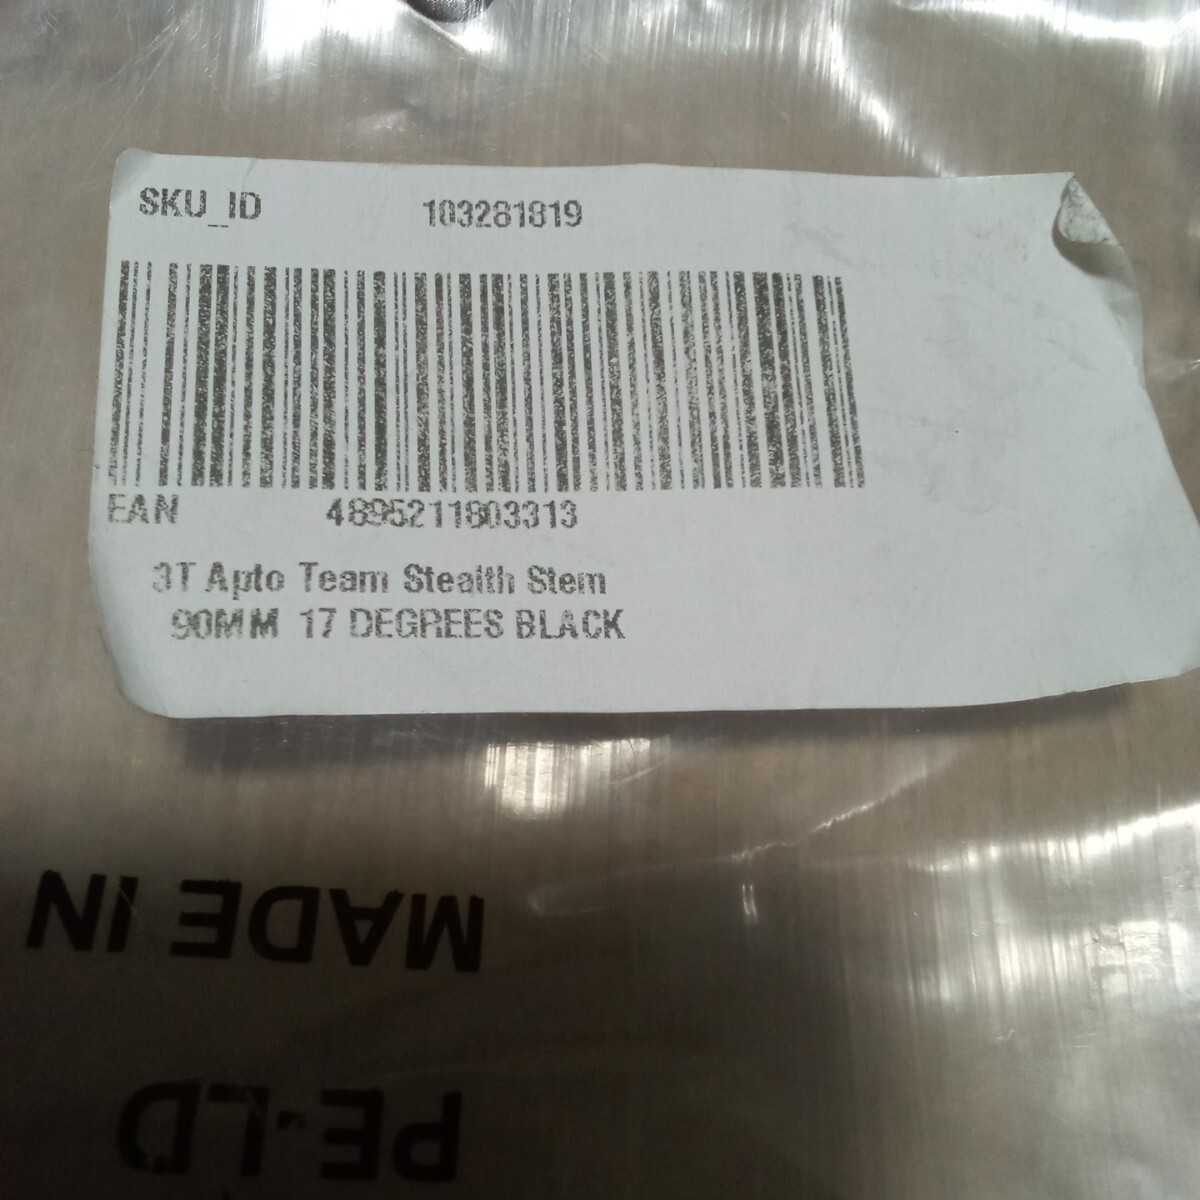 SKU_ID 103281819
EAN 4895211803313
3T Apto Team Stealth Stem
90MM 17 DEGREES BLACK
MADE IN
PE-LD